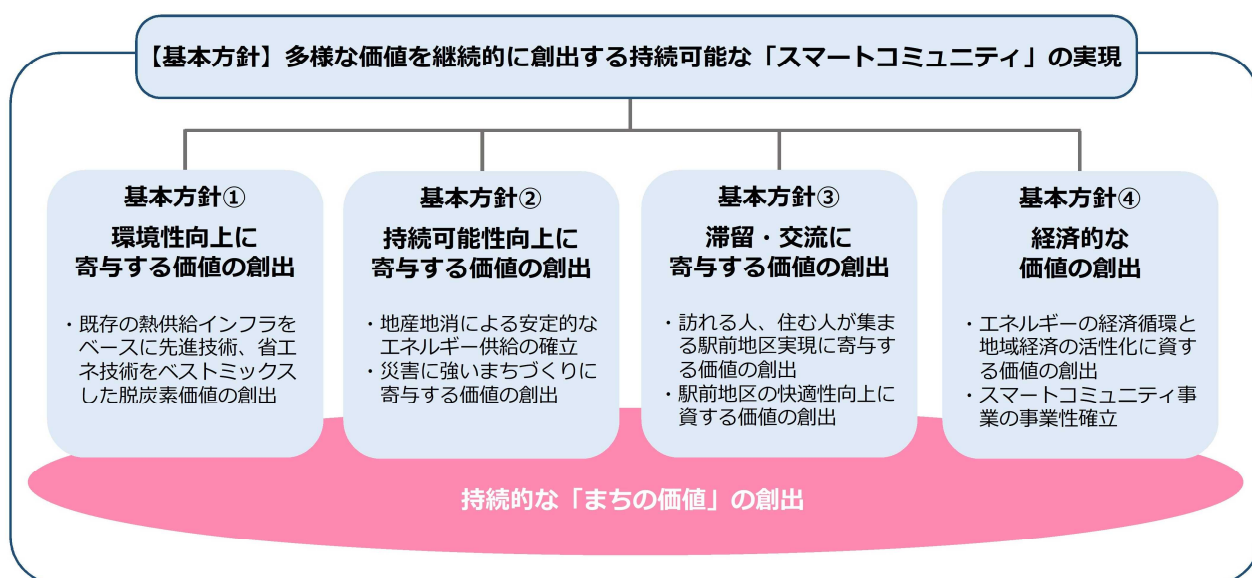 【基本方針】多様な価値を継続的に創出する持続可能な「スマートコミュニティ」の実現
基本方針①
環境性向上に
寄与する価値の創出
・既存の熱供給インフラを
ベースに先進技術、省エ
ネ技術をベストミックス
した脱炭素価値の創出
基本方針②
持続可能性向上に
寄与する価値の創出
・地産地消による安定的な
エネルギー供給の確立
・災害に強いまちづくりに
寄与する価値の創出
基本方針③
滞留・交流に
寄与する価値の創出
・訪れる人、住む人が集ま
る駅前地区実現に寄与す
る価値の創出
・駅前地区の快適性向上に
資する価値の創出
基本方針④
経済的な
価値の創出
・エネルギーの経済循環と
地域経済の活性化に資す
る価値の創出
・スマートコミュニティ事
業の事業性確立
持続的な「まちの価値」の創出